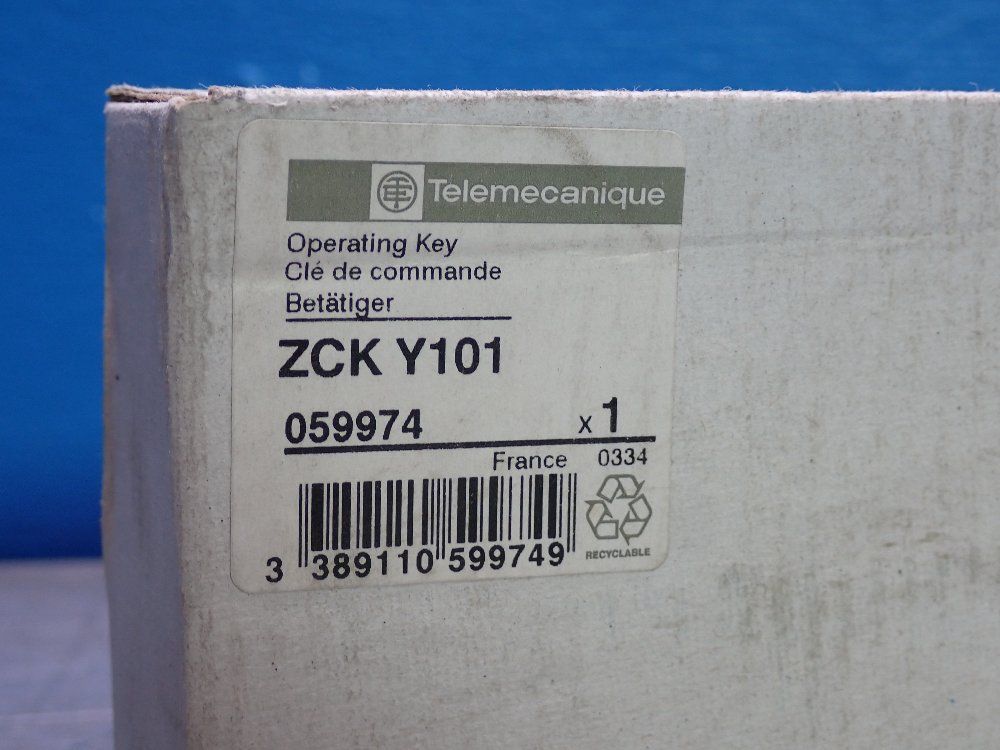 Telemecanique
Operating Key
Clé de commande
Betätiger
ZCK Y101
059974 x 1
France 0334
RECYCLABLE
3 389110 599749